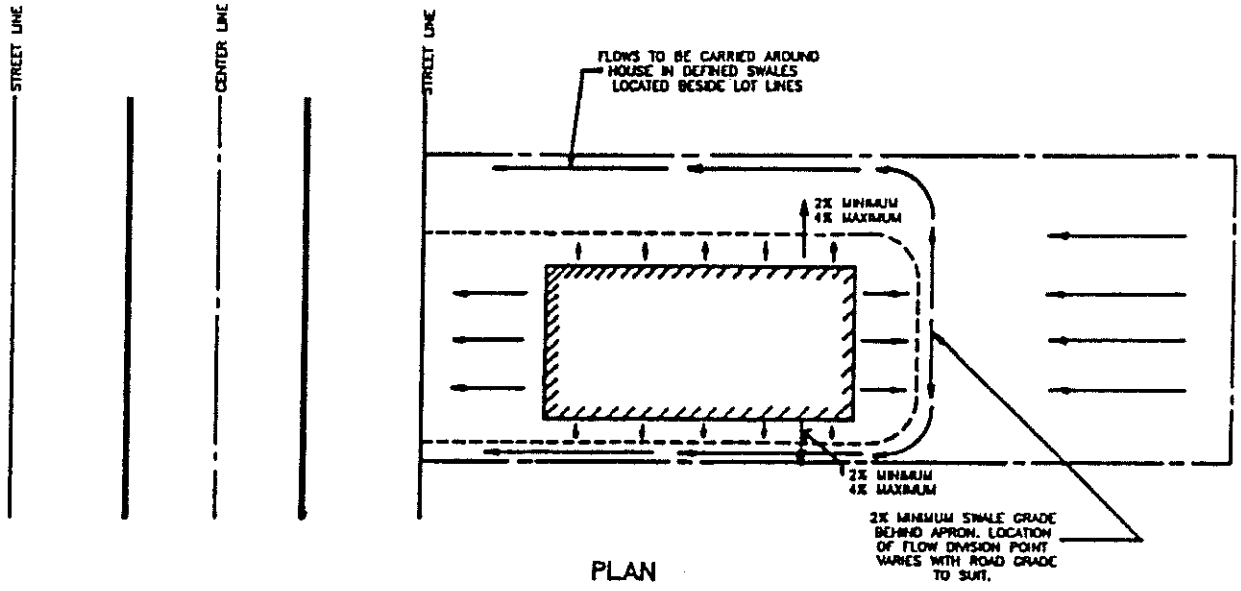 STREET LINE
CENTER LINE
STREET LINE
FLOWS TO BE CARRIED AROUND
HOUSE IN DEFINED SWALES
LOCATED BESIDE LOT LINES
2% MINIMUM
4% MAXIMUM
2% MINIMUM
4% MAXIMUM
2% MINIMUM SWALE GRADE
BEHIND APRON. LOCATION
OF FLOW DIVISION POINT
VARIES WITH ROAD GRADE
TO SUIT.
PLAN